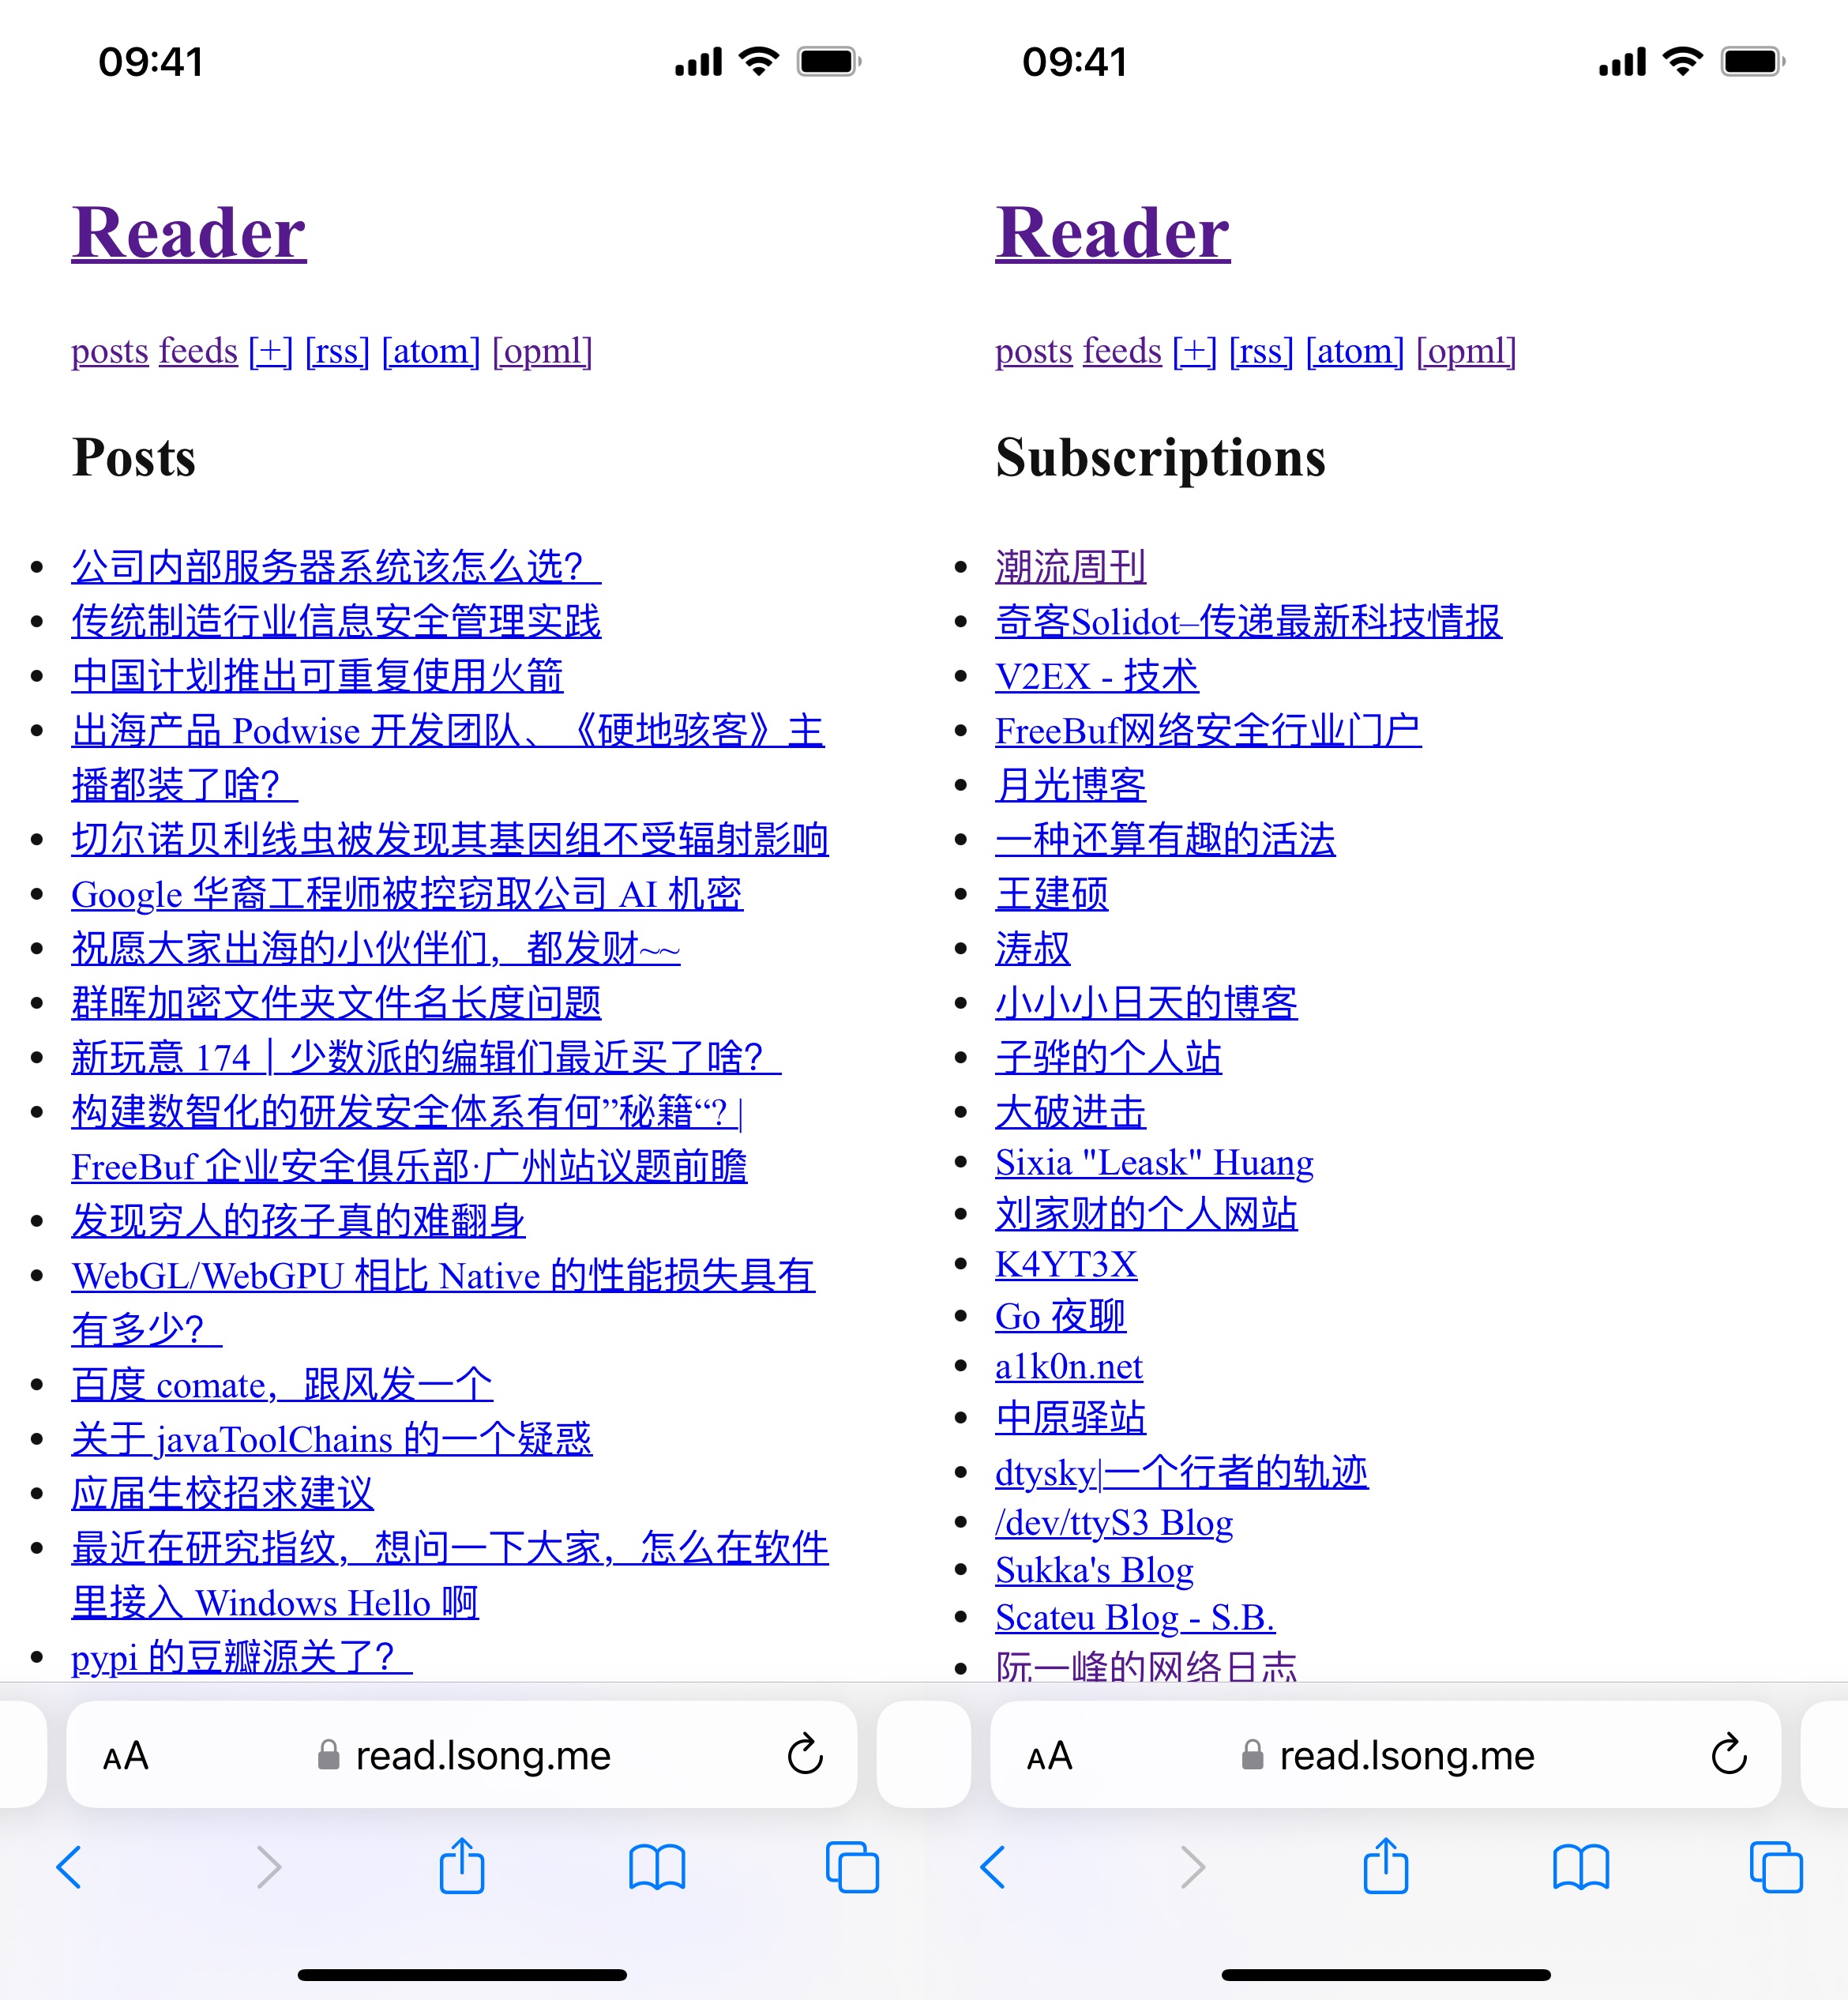 09:41
Reader
posts feeds [+] [rss] [atom] [opml]
Posts
公司内部服务器系统该怎么选？
传统制造行业信息安全管理实践
中国计划推出可重复使用火箭
出海产品 Podwise 开发团队、《硬地骇客》主
播都装了啥？
切尔诺贝利线虫被发现其基因组不受辐射影响
Google 华裔工程师被控窃取公司 AI 机密
祝愿大家出海的小伙伴们，都发财~~
群晖加密文件夹文件名长度问题
新玩意 174｜少数派的编辑们最近买了啥？
构建数智化的研发安全体系有何”秘籍“? |
FreeBuf 企业安全俱乐部·广州站议题前瞻
发现穷人的孩子真的难翻身
WebGL/WebGPU 相比 Native 的性能损失具有
有多少？
百度 comate，跟风发一个
关于 javaToolChains 的一个疑惑
应届生校招求建议
最近在研究指纹，想问一下大家，怎么在软件
里接入 Windows Hello 啊
pypi 的豆瓣源关了？
AA read.lsong.me
09:41
Reader
posts feeds [+] [rss] [atom] [opml]
Subscriptions
潮流周刊
奇客Solidot–传递最新科技情报
V2EX - 技术
FreeBuf网络安全行业门户
月光博客
一种还算有趣的活法
王建硕
涛叔
小小小日天的博客
子骅的个人站
大破进击
Sixia "Leask" Huang
刘家财的个人网站
K4YT3X
Go 夜聊
a1k0n.net
中原驿站
dtysky|一个行者的轨迹
/dev/ttyS3 Blog
Sukka's Blog
Scateu Blog - S.B.
阮一峰的网络日志
AA read.lsong.me